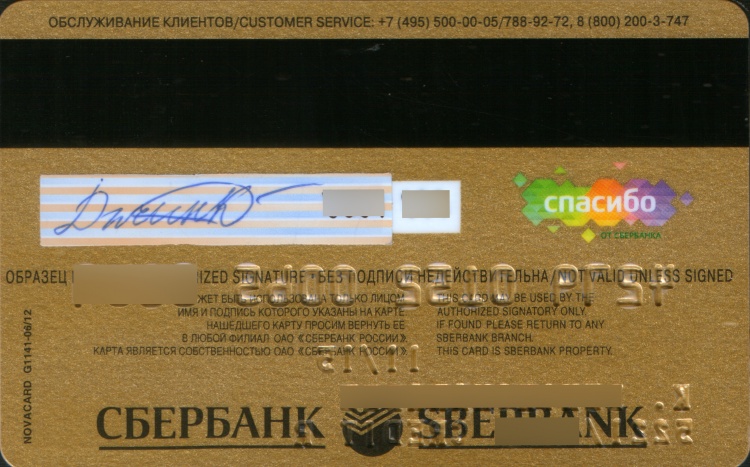 ОБСЛУЖИВАНИЕ КЛИЕНТОВ/CUSTOMER SERVICE: +7 (495) 500-00-05/788-92-72, 8 (800) 200-3-747
спасибо
ОТ СБЕРБАНКА
ОБРАЗЕЦ SIGNATURE · БЕЗ ПОДПИСИ НЕДЕЙСТВИТЕЛЬНА / NOT VALID UNLESS SIGNED
БЫТЬ ИСПОЛЬЗОВАНА ТОЛЬКО ЛИЦОМ,
ИМЯ И ПОДПИСЬ КОТОРОГО УКАЗАНЫ НА КАРТЕ
НАШЕДШЕГО КАРТУ ПРОСИМ ВЕРНУТЬ ЕЕ
В ЛЮБОЙ ФИЛИАЛ ОАО «СБЕРБАНК РОССИИ»
КАРТА ЯВЛЯЕТСЯ СОБСТВЕННОСТЬЮ ОАО «СБЕРБАНК РОССИИ»
THIS CARD MAY BE USED BY THE
AUTHORIZED SIGNATORY ONLY.
IF FOUND PLEASE RETURN TO ANY
SBERBANK BRANCH.
THIS CARD IS SBERBANK PROPERTY.
NOVACARD G1141-06/12
СБЕРБАНК SBERBANK